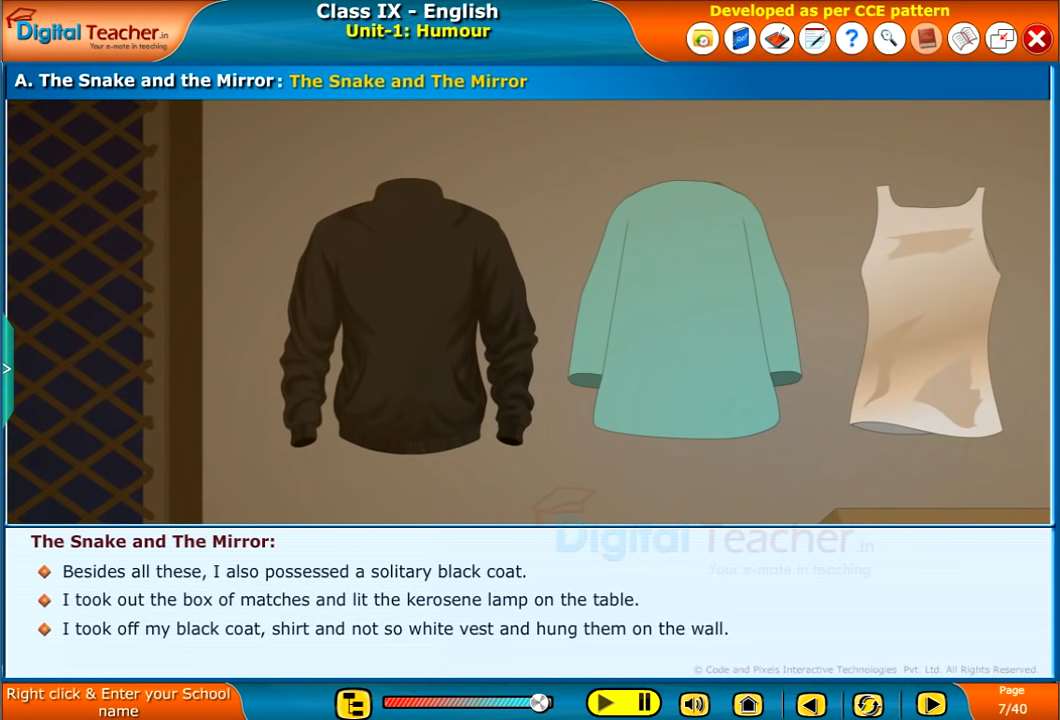 Digital Teacher.in
Your e-mate in teaching
Class IX - English
Unit-1: Humour
Developed as per CCE pattern
A. The Snake and the Mirror : The Snake and The Mirror
>
Digital Teacher.in
Your e-mate in teaching
The Snake and The Mirror:
Besides all these, I also possessed a solitary black coat.
I took out the box of matches and lit the kerosene lamp on the table.
I took off my black coat, shirt and not so white vest and hung them on the wall.
© Code and Pixels Interactive Technologies Pvt. Ltd. All Rights Reserved.
Right click & Enter your School
name
Page
7/40